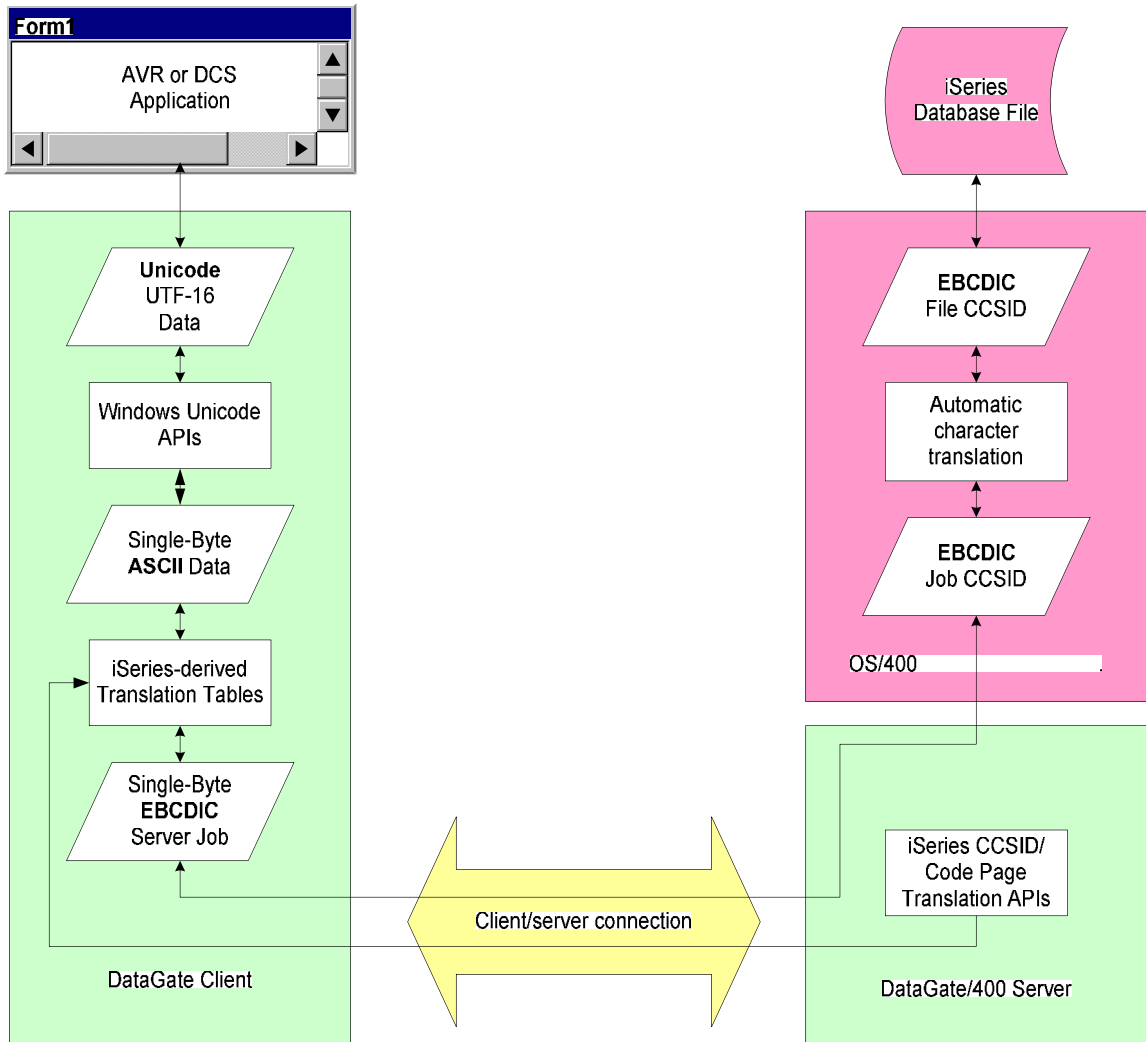 Form1
AVR or DCS
Application
Unicode
UTF-16
Data
Windows Unicode
APIs
Single-Byte
ASCII Data
iSeries-derived
Translation Tables
Single-Byte
EBCDIC
Server Job
DataGate Client
Client/server connection
iSeries
Database File
EBCDIC
File CCSID
Automatic
character
translation
EBCDIC
Job CCSID
OS/400 .
iSeries CCSID/
Code Page
Translation APIs
DataGate/400 Server